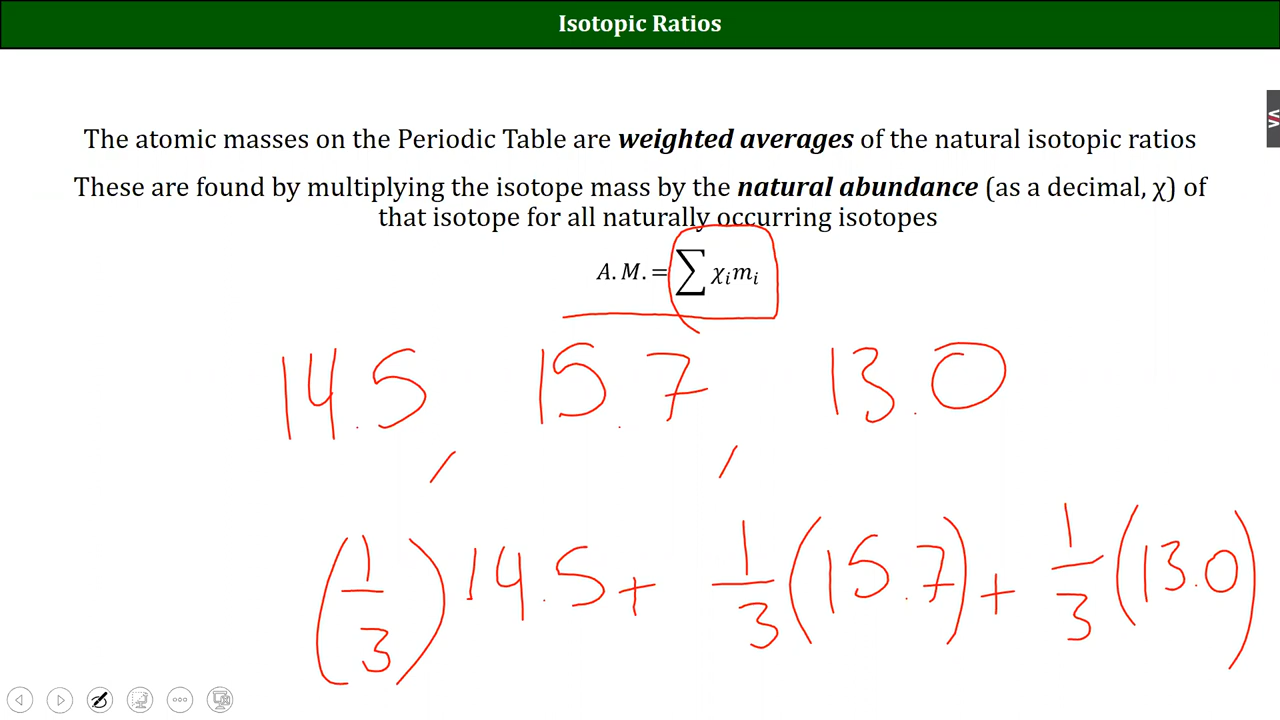 Isotopic Ratios
The atomic masses on the Periodic Table are weighted averages of the natural isotopic ratios
These are found by multiplying the isotope mass by the natural abundance (as a decimal, χ) of
that isotope for all naturally occurring isotopes
A.M.= ∑ χᵢmᵢ
14.5, 15.7, 13.0
(1/3) 14.5 + 1/3 (15.7) + 1/3 (13.0)